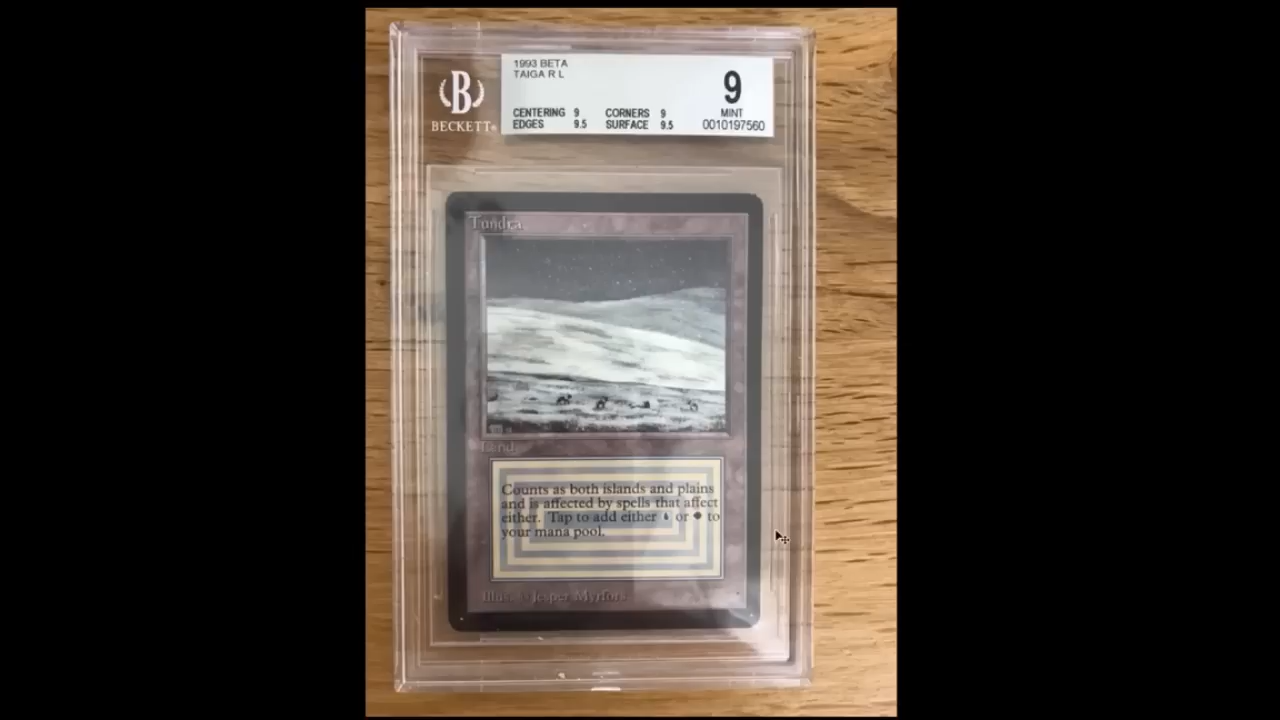 1993 BETA
TAIGA R L
9
MINT
0010197560
CENTERING 9 CORNERS 9
EDGES 9.5 SURFACE 9.5
B
BECKETT
Tundra
Land
Counts as both islands and plains
and is affected by spells that affect
either. Tap to add either or to
your mana pool.
Illus. © Jesper Myrfors